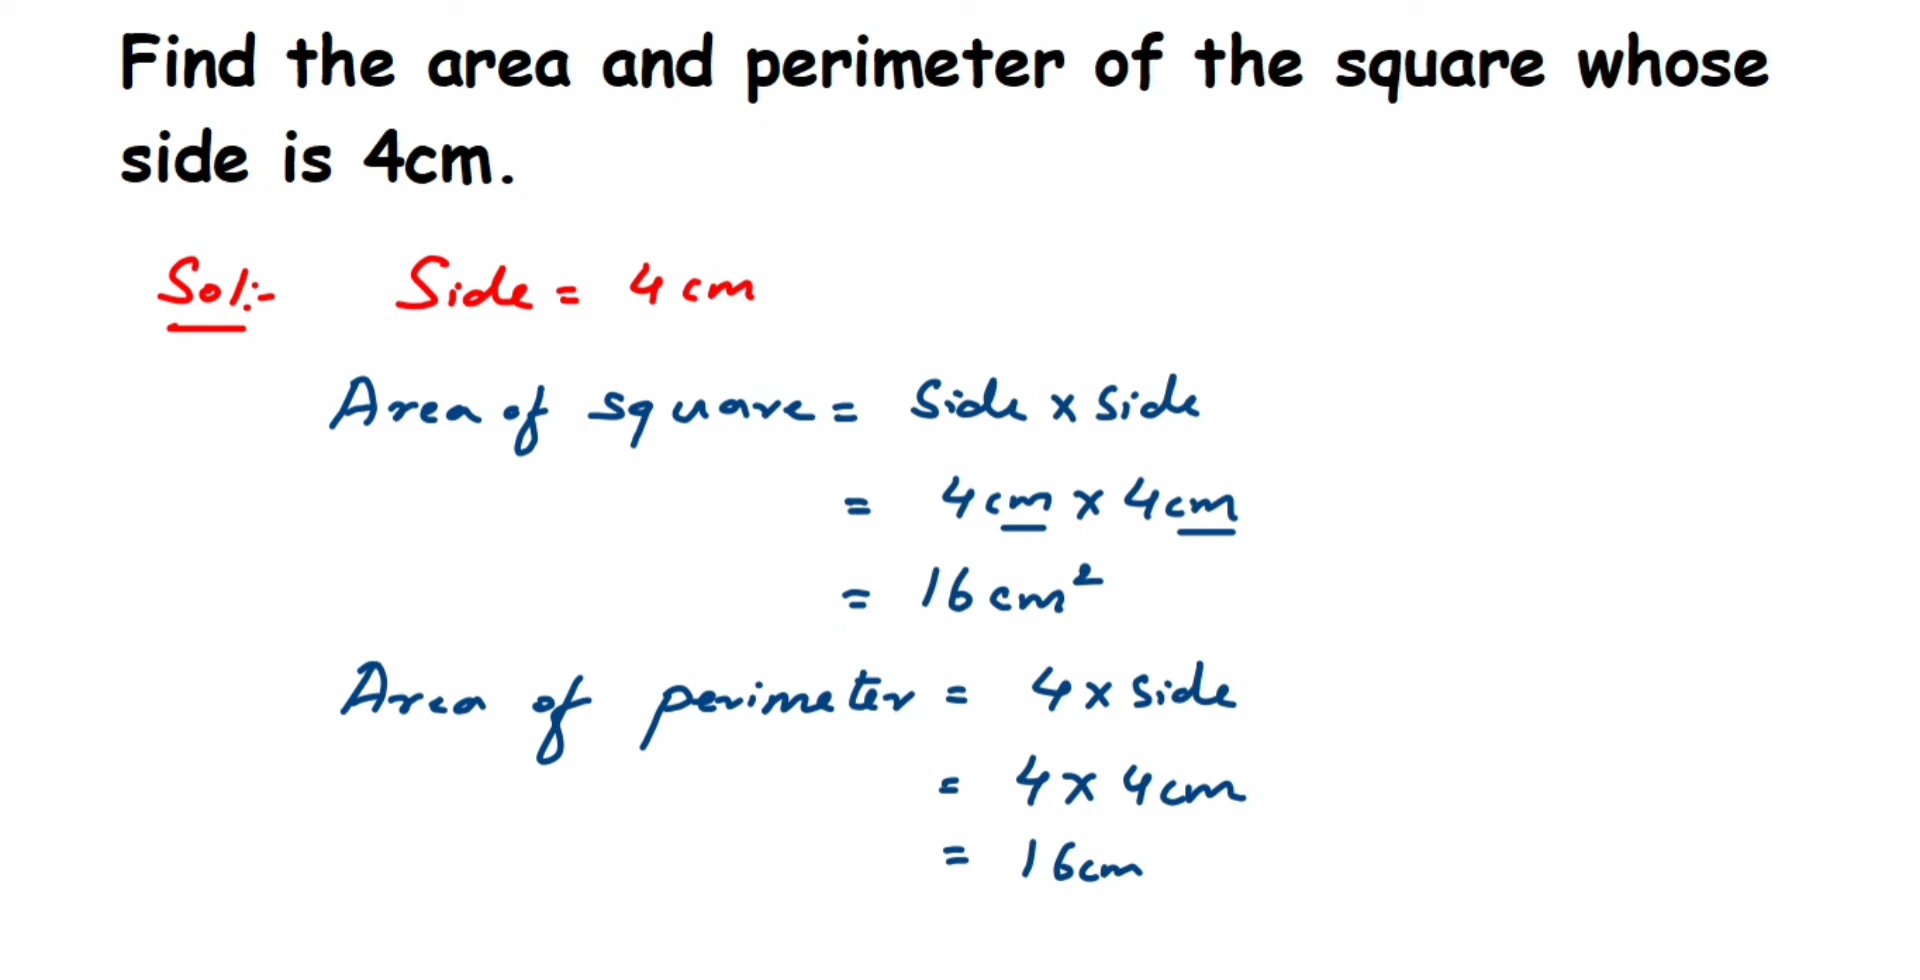 Find the area and perimeter of the square whose
side is 4cm.
Sol:- Side = 4 cm
Area of square = Side x side
= 4cm x 4cm
= 16 cm²
Area of perimeter = 4 x side
= 4 x 4cm
= 16cm